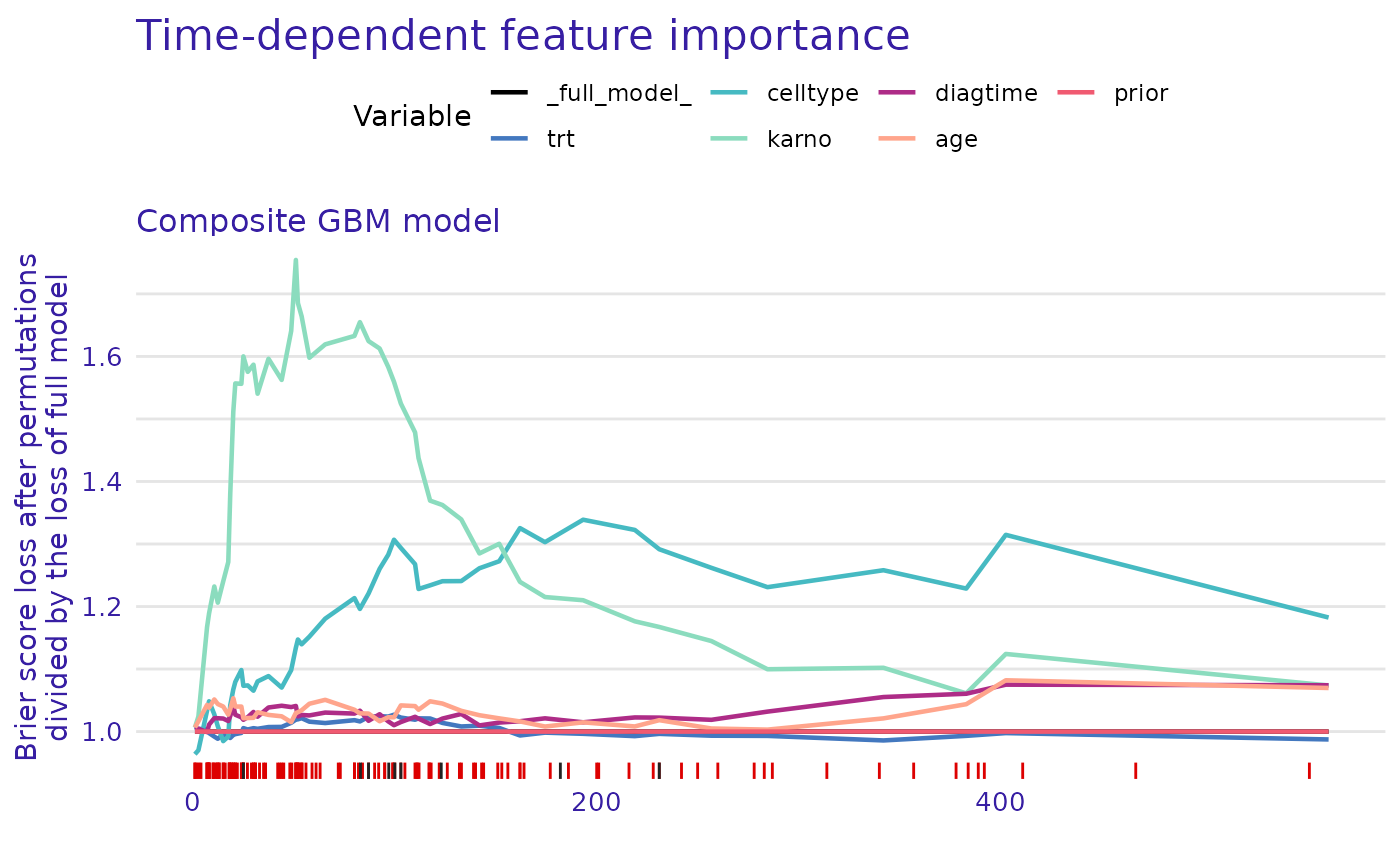 Time-dependent feature importance
Variable
_full_model_
celltype
diagtime
prior
trt
karno
age
Composite GBM model
Brier score loss after permutations
divided by the loss of full model
1.6
1.4
1.2
1.0
0
200
400